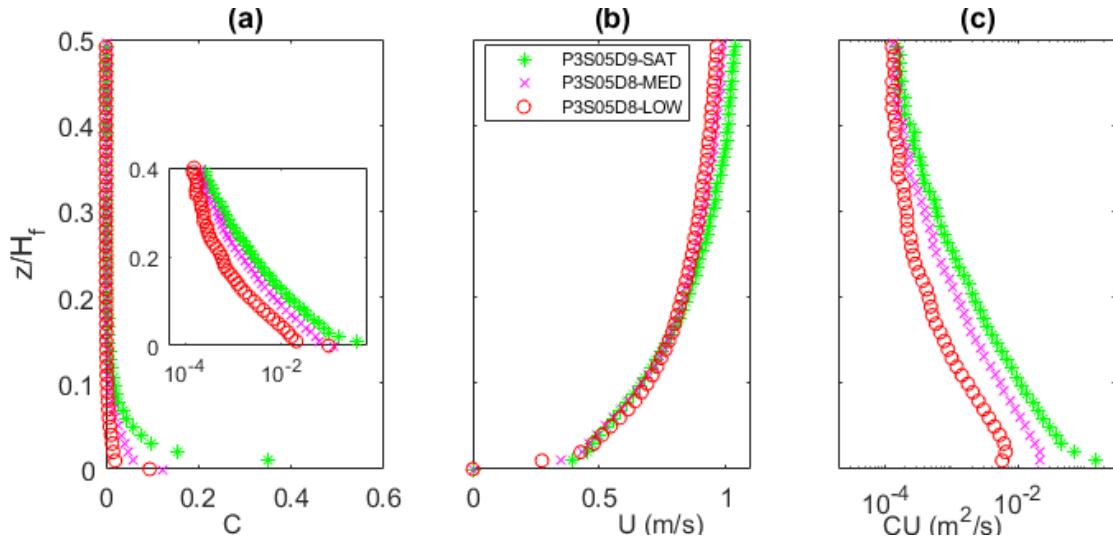 (a)
(b)
(c)
0.5
0.4
0.3
0.2
0.1
0
z/H_f
0.4
0.2
0
10^-4
10^-2
0
0.2
0.4
0.6
C
P3S05D9-SAT
P3S05D8-MED
P3S05D8-LOW
0
0.5
1
U (m/s)
10^-4
10^-2
CU (m^2/s)